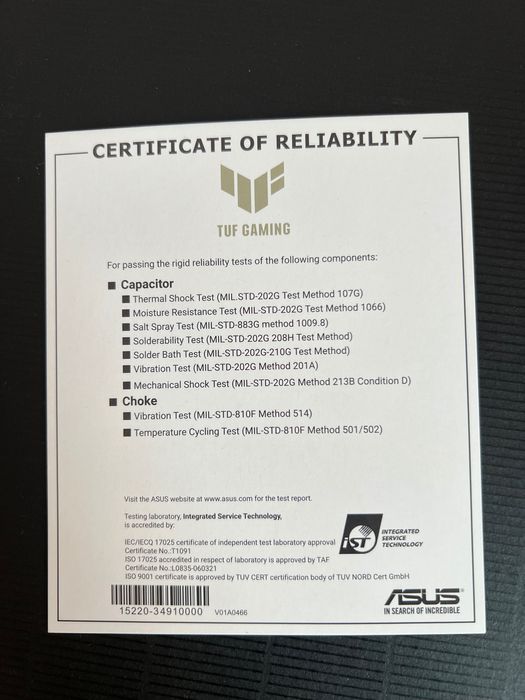 CERTIFICATE OF RELIABILITY
TUF GAMING
For passing the rigid reliability tests of the following components:
Capacitor
Thermal Shock Test (MIL.STD-202G Test Method 107G)
Moisture Resistance Test (MIL-STD-202G Test Method 1066)
Salt Spray Test (MIL-STD-883G method 1009.8)
Solderability Test (MIL-STD-202G 208H Test Method)
Solder Bath Test (MIL-STD-202G-210G Test Method)
Vibration Test (MIL-STD-202G Method 201A)
Mechanical Shock Test (MIL-STD-202G Method 213B Condition D)
Choke
Vibration Test (MIL-STD-810F Method 514)
Temperature Cycling Test (MIL-STD-810F Method 501/502)
Visit the ASUS website at www.asus.com for the test report.
Testing laboratory, Integrated Service Technology,
is accredited by:
IEC/IECQ 17025 certificate of independent test laboratory approval
Certificate No.:T1091
ISO 17025 accredited in respect of laboratory is approved by TAF
Certificate No.:L0835-060321
ISO 9001 certificate is approved by TUV CERT certification body of TUV NORD Cert GmbH
iST
INTEGRATED
SERVICE
TECHNOLOGY
15220-34910000 V01A0466
ASUS
IN SEARCH OF INCREDIBLE